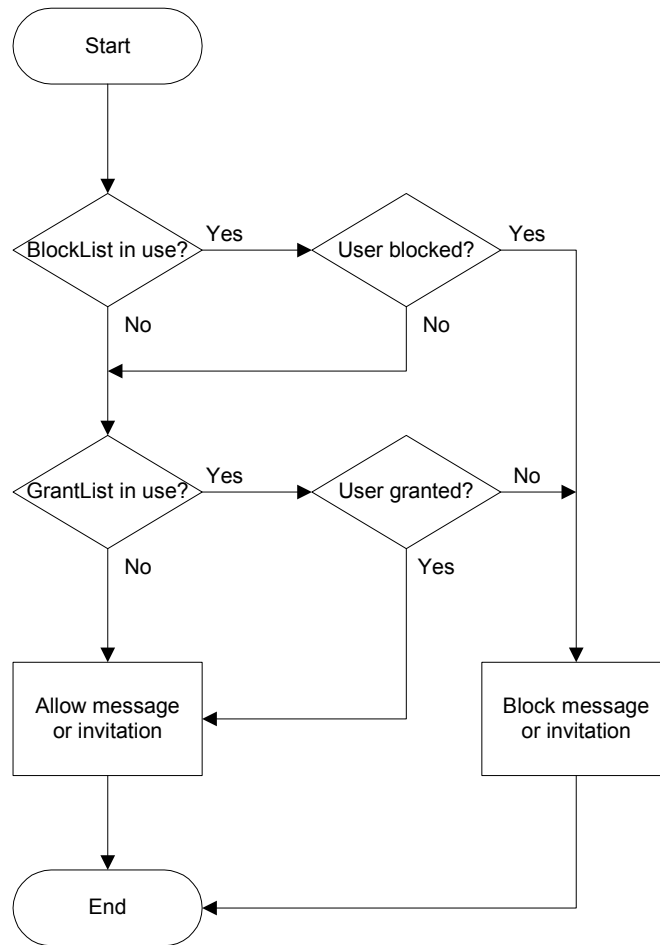 Start
BlockList in use?
Yes
User blocked?
Yes
No
No
GrantList in use?
Yes
User granted?
No
No
Yes
Allow message
or invitation
Block message
or invitation
End